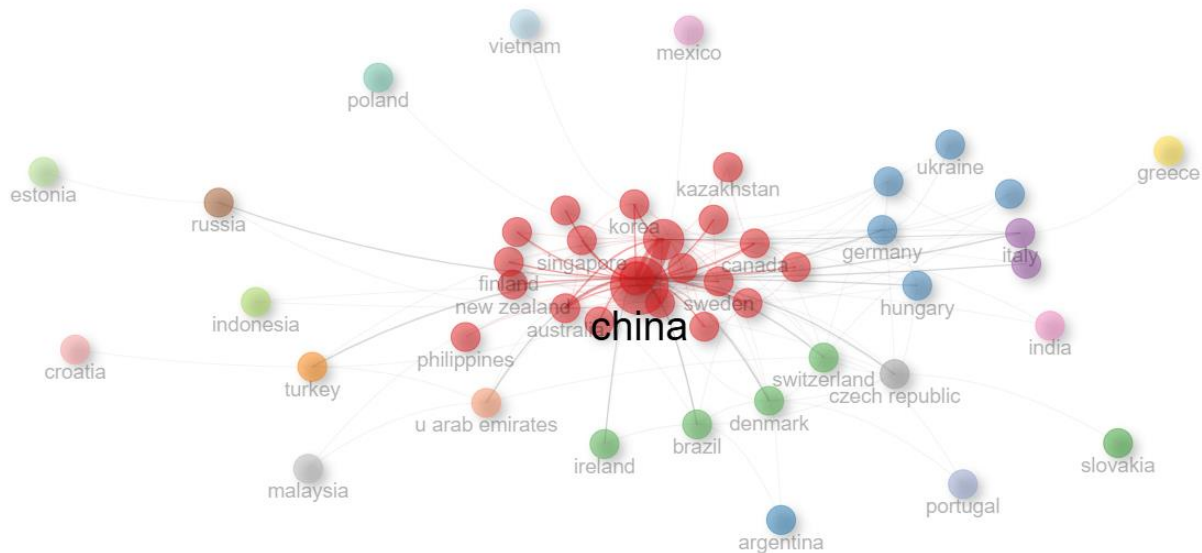 vietnam
mexico
poland
ukraine
greece
estonia
kazakhstan
russia
korea
germany
italy
singapore
canada
finland
new zealand
sweden
hungary
indonesia
australia
china
india
philippines
croatia
turkey
switzerland
czech republic
u arab emirates
denmark
brazil
ireland
slovakia
malaysia
portugal
argentina